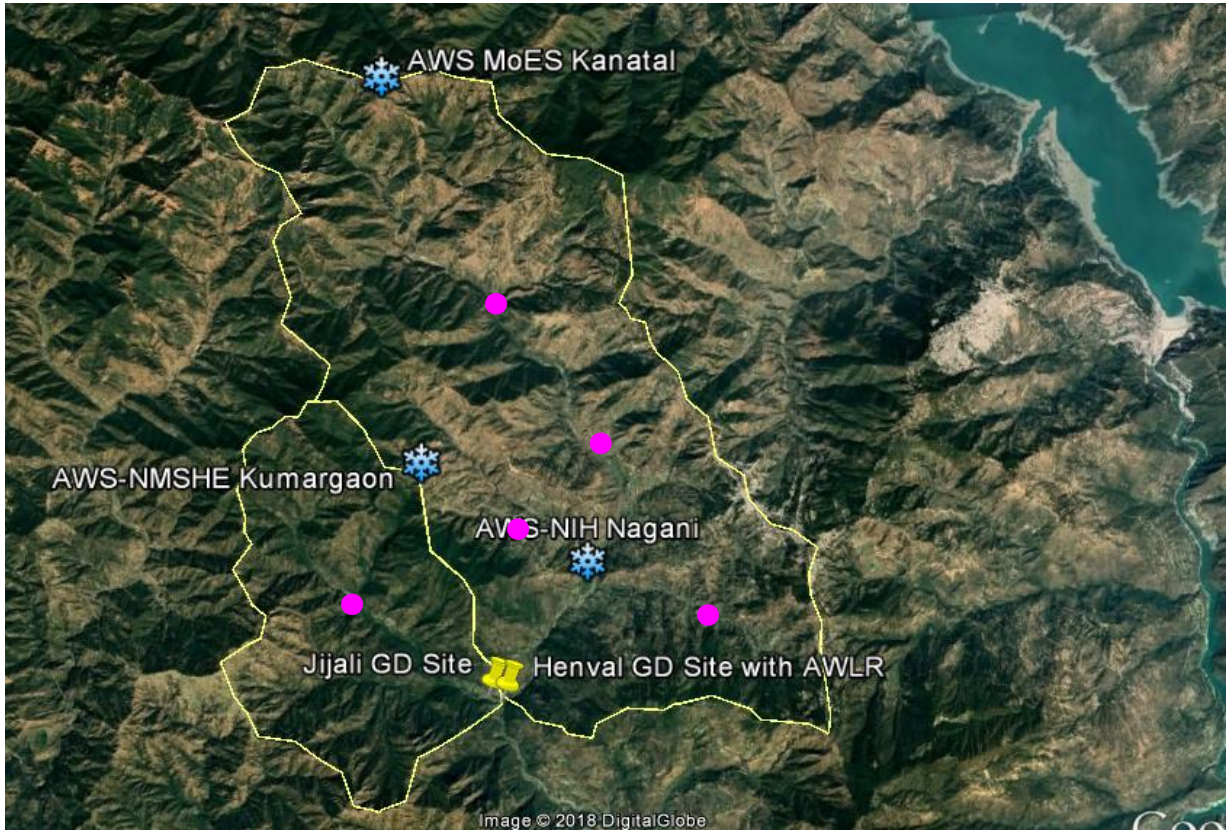 AWS MoES Kanatal
AWS-NMSHE Kumargaon
AWS-NIH Nagani
Jijali GD Site
Henval GD Site with AWLR
Image © 2018 DigitalGlobe